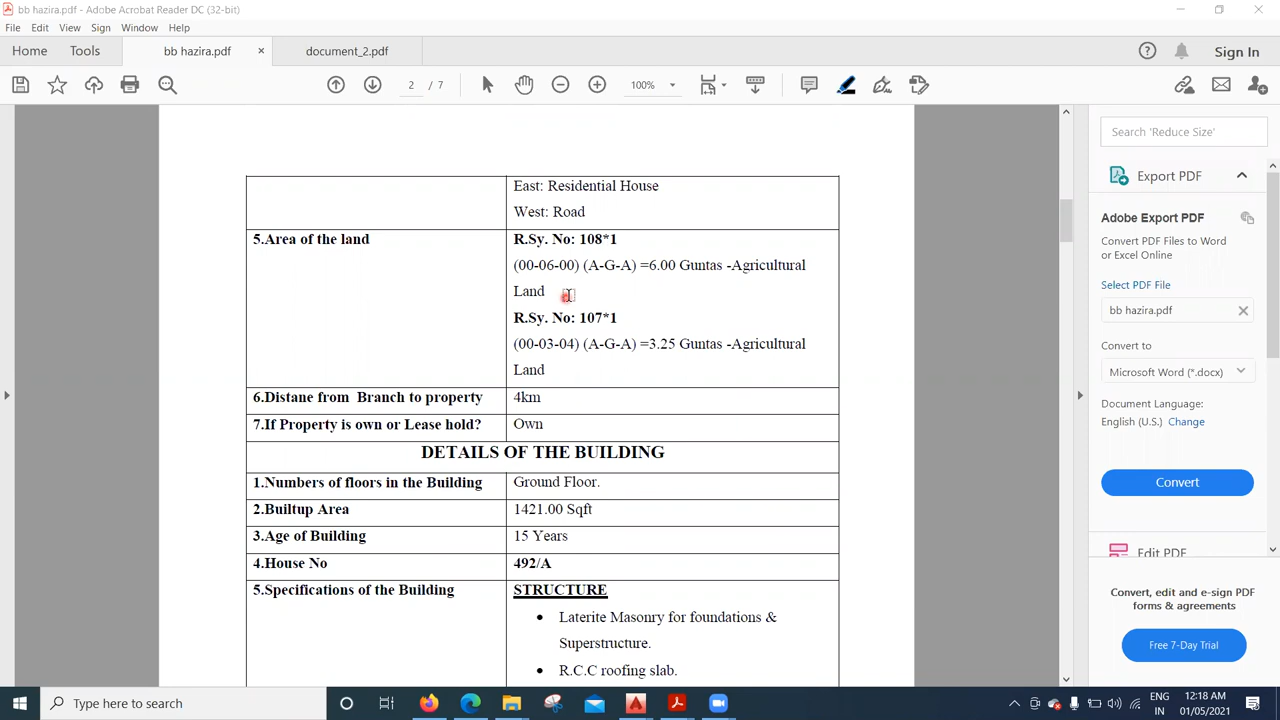 bb hazira.pdf - Adobe Acrobat Reader DC (32-bit)
File Edit View Sign Window Help
Home Tools bb hazira.pdf × document_2.pdf Sign In
2 / 7 100%
East: Residential House
West: Road
5.Area of the land
R.Sy. No: 108*1
(00-06-00) (A-G-A) =6.00 Guntas -Agricultural
Land
R.Sy. No: 107*1
(00-03-04) (A-G-A) =3.25 Guntas -Agricultural
Land
6.Distane from Branch to property 4km
7.If Property is own or Lease hold? Own
DETAILS OF THE BUILDING
1.Numbers of floors in the Building Ground Floor.
2.Builtup Area 1421.00 Sqft
3.Age of Building 15 Years
4.House No 492/A
5.Specifications of the Building STRUCTURE
• Laterite Masonry for foundations &
Superstructure.
• R.C.C roofing slab.
Search 'Reduce Size'
Export PDF
Adobe Export PDF
Convert PDF Files to Word
or Excel Online
Select PDF File
bb hazira.pdf
Convert to
Microsoft Word (*.docx)
Document Language:
English (U.S.) Change
Convert
Edit PDF
Convert, edit and e-sign PDF
forms & agreements
Free 7-Day Trial
Type here to search
ENG
IN
12:18 AM
01/05/2021